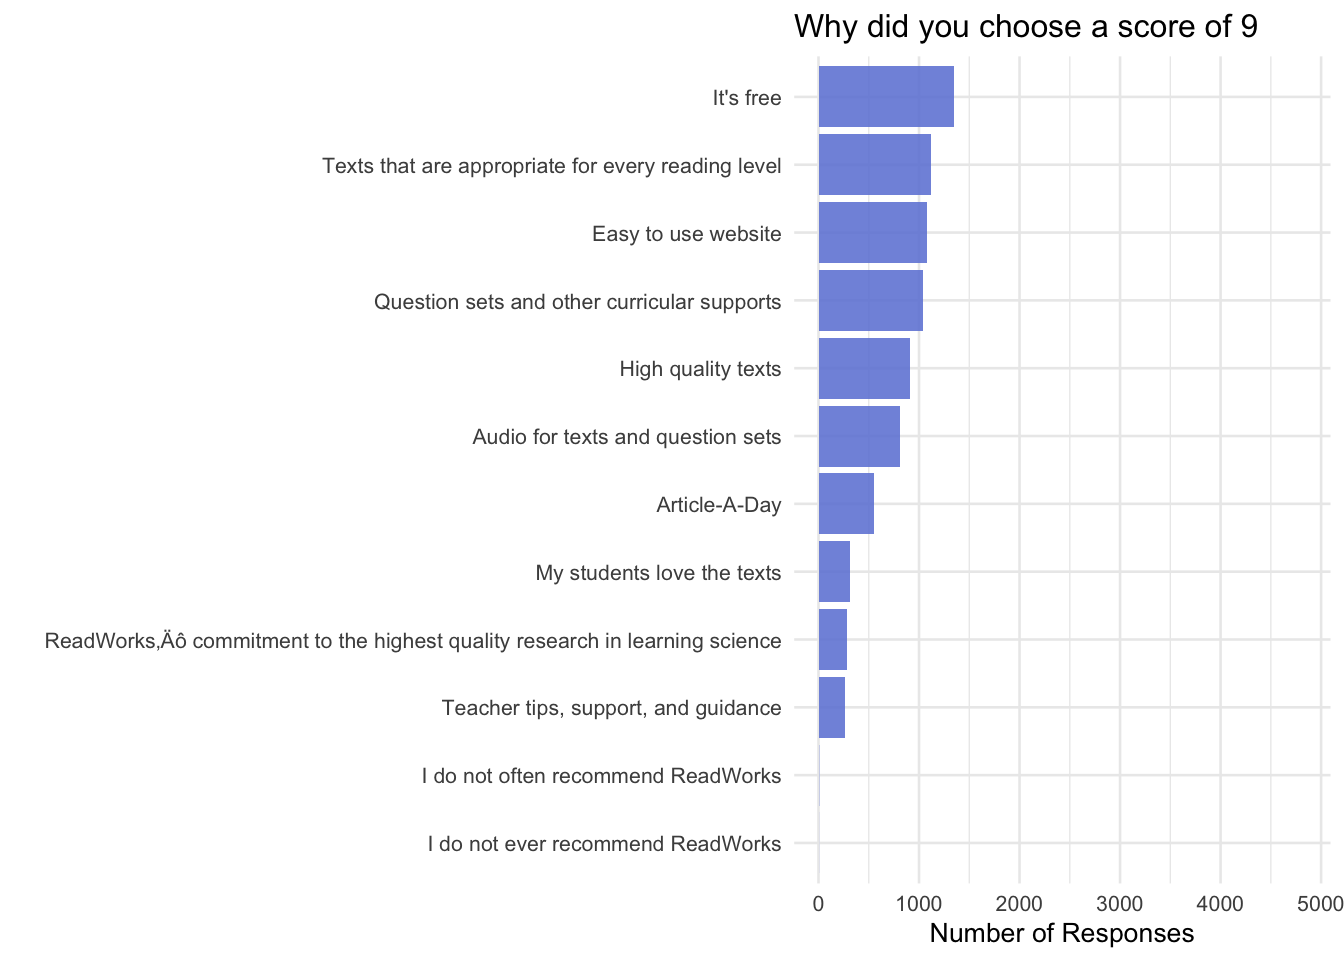 Why did you choose a score of 9
It's free
Texts that are appropriate for every reading level
Easy to use website
Question sets and other curricular supports
High quality texts
Audio for texts and question sets
Article-A-Day
My students love the texts
ReadWorks‚Äô commitment to the highest quality research in learning science
Teacher tips, support, and guidance
I do not often recommend ReadWorks
I do not ever recommend ReadWorks
0 1000 2000 3000 4000 5000
Number of Responses